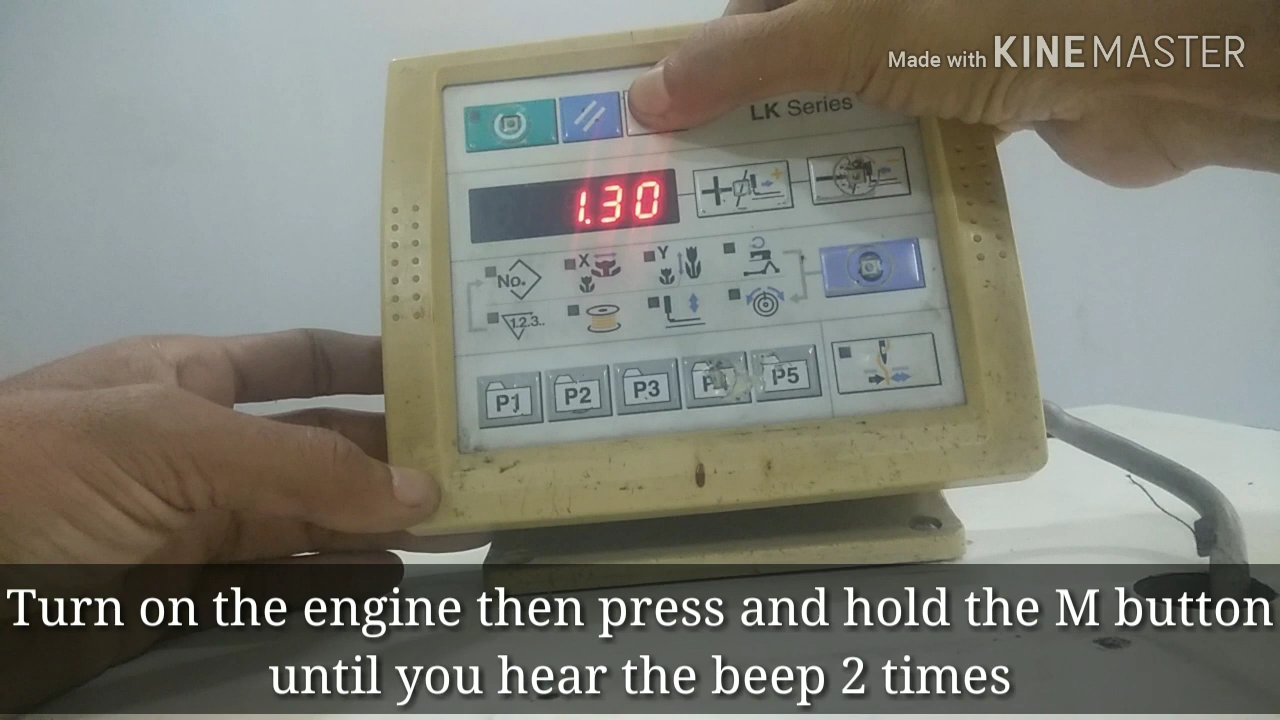 Made with KINEMASTER
LK Series
1.30
No.
X
Y
1.2.3..
P1 P2 P3 P4 P5
Turn on the engine then press and hold the M button
until you hear the beep 2 times